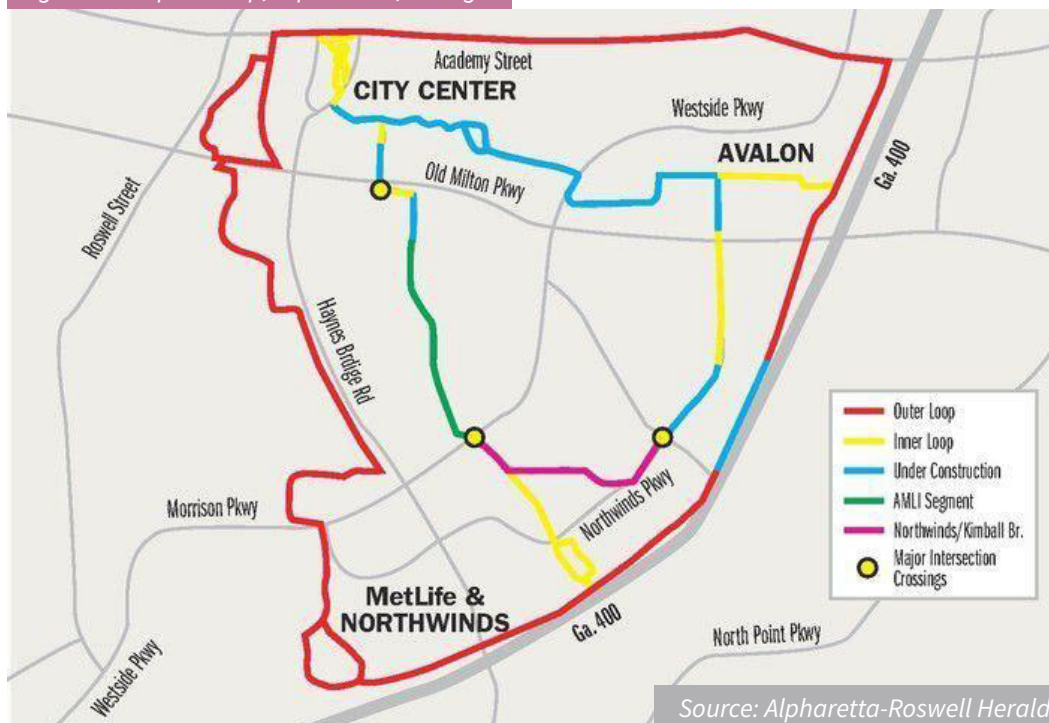 Academy Street
CITY CENTER
Westside Pkwy
AVALON
Ga. 400
Old Milton Pkwy
Roswell Street
Haynes Brdige Rd
Outer Loop
Inner Loop
Under Construction
AMLI Segment
Northwinds/Kimball Br.
Major Intersection
Crossings
Morrison Pkwy
Northwinds Pkwy
MetLife &
NORTHWINDS
Ga. 400
North Point Pkwy
Westside Pkwy
Source: Alpharetta-Roswell Herald